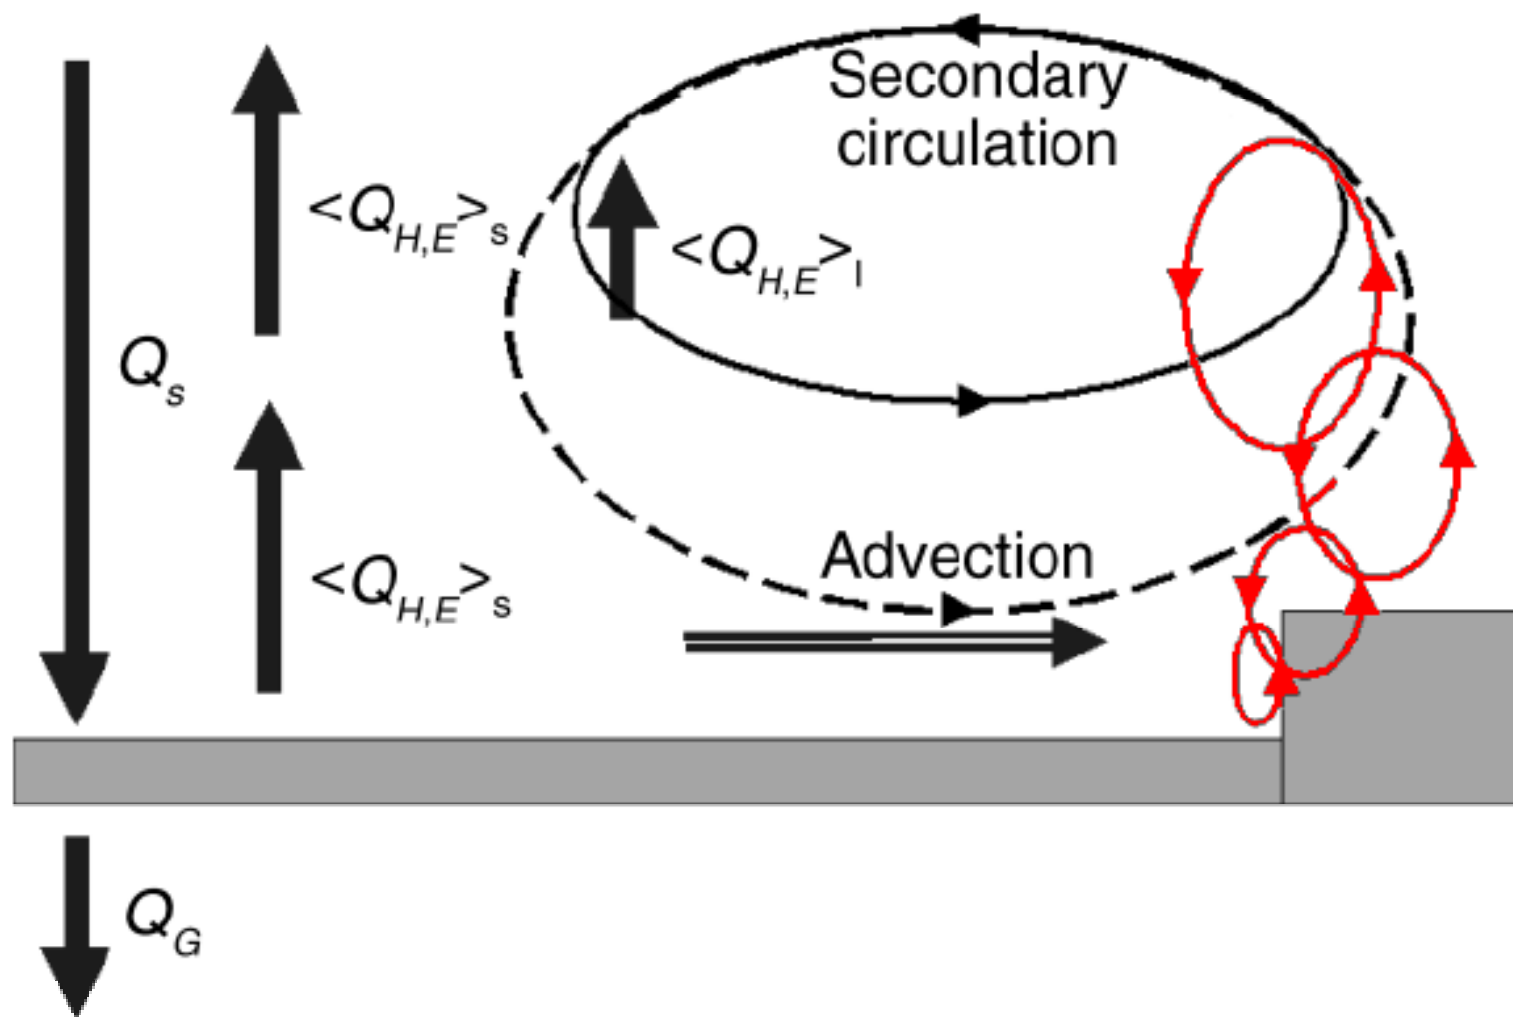 Secondary
circulation
<Q_{H,E}>_s
<Q_{H,E}>_l
Q_s
Advection
<Q_{H,E}>_s
Q_G